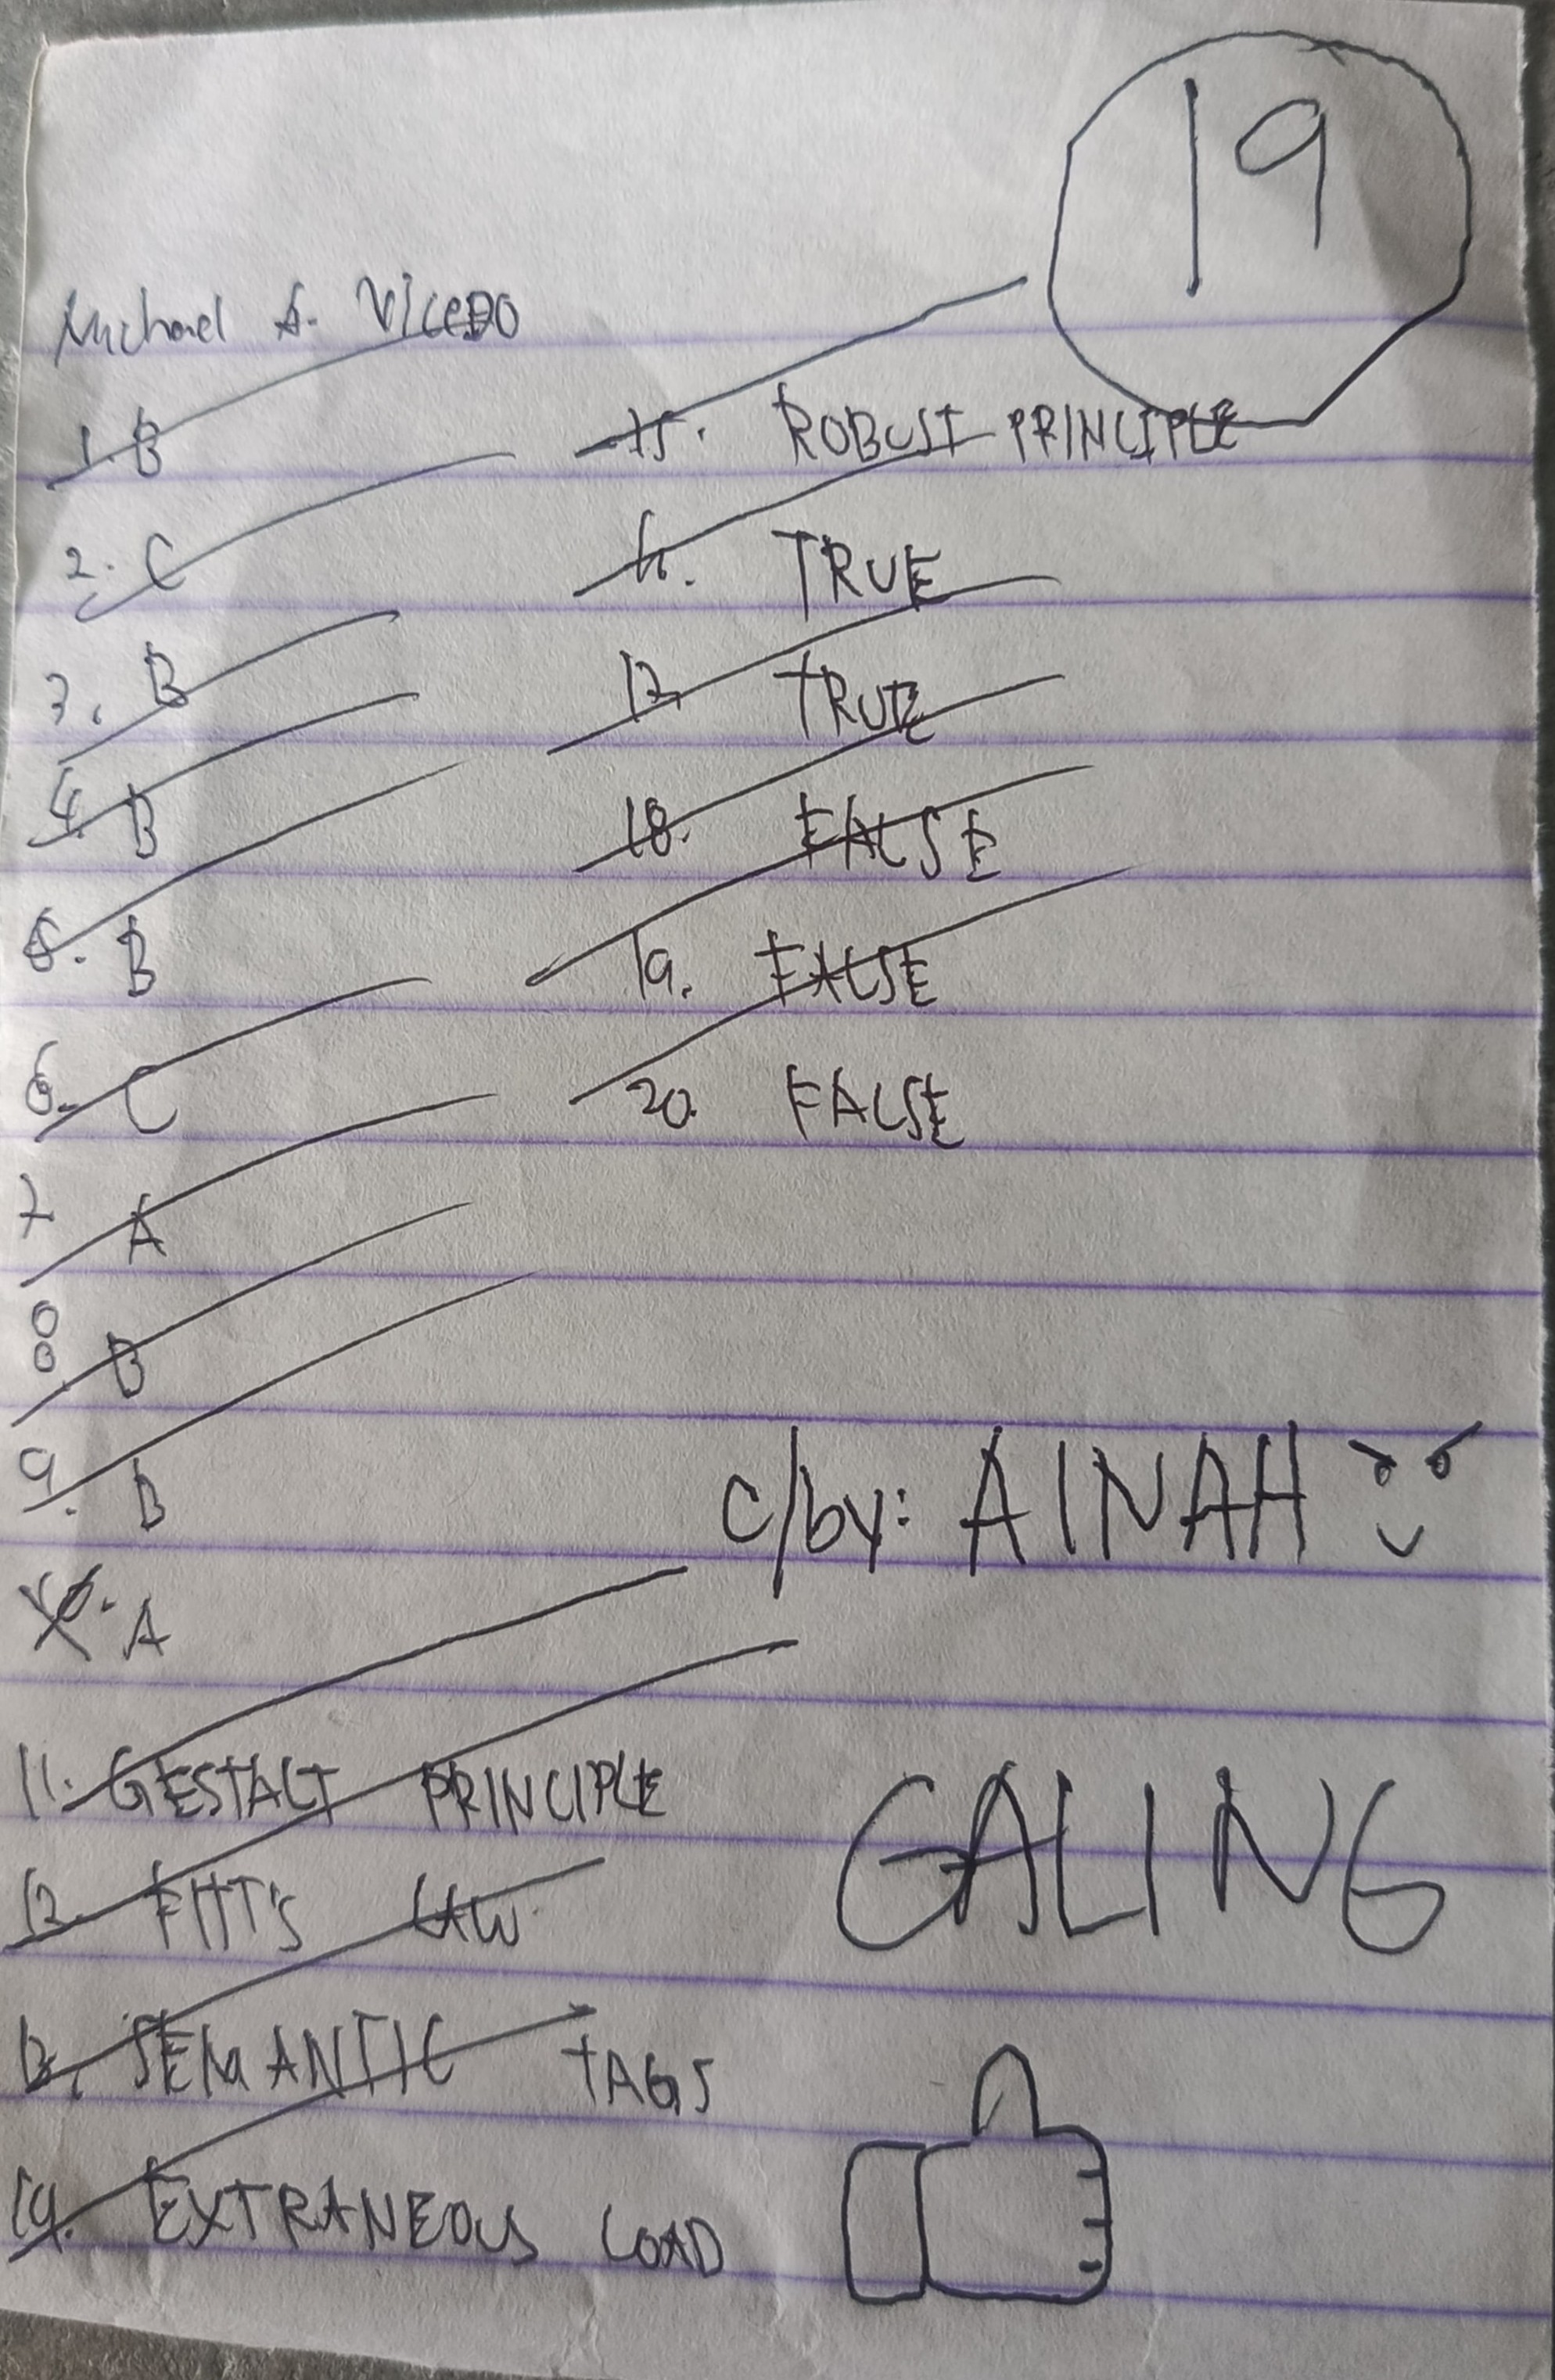 19
Michael A. VICEDO
1. B
2. C
3. B
4. B
5. B
6. C
7 A
8. B
9. B
10. A
11. GESTALT PRINCIPLE
12. FITT'S LAW
13. SEMANTIC TAGS
14. EXTRANEOUS LOAD
15. ROBUST PRINCIPLE
16. TRUE
17. TRUE
18. FALSE
19. FALSE
20. FALSE
c/by: AINAH
GALING